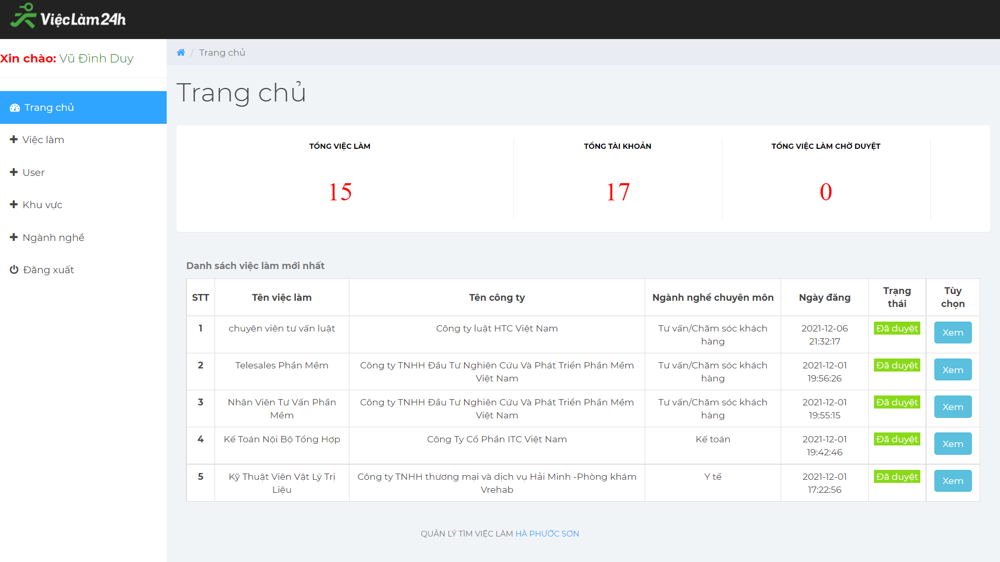 ViệcLàm24h
Xin chào: Vũ Đình Duy
/ Trang chủ
Trang chủ
Trang chủ
Việc làm
User
Khu vực
Ngành nghề
Đăng xuất
TỔNG VIỆC LÀM
15
TỔNG TÀI KHOẢN
17
TỔNG VIỆC LÀM CHỜ DUYỆT
0
Danh sách việc làm mới nhất
STT
Tên việc làm
Tên công ty
Ngành nghề chuyên môn
Ngày đăng
Trạng
thái
Tùy
chọn
1
chuyên viên tư vấn luật
Công ty luật HTC Việt Nam
Tư vấn/Chăm sóc khách
hàng
2021-12-06
21:32:17
Đã duyệt
Xem
2
Telesales Phần Mềm
Công ty TNHH Đầu Tư Nghiên Cứu Và Phát Triển Phần Mềm
Việt Nam
Tư vấn/Chăm sóc khách
hàng
2021-12-01
19:56:26
Đã duyệt
Xem
3
Nhân Viên Tư Vấn Phần
Mềm
Công ty TNHH Đầu Tư Nghiên Cứu Và Phát Triển Phần Mềm
Việt Nam
Tư vấn/Chăm sóc khách
hàng
2021-12-01
19:55:15
Đã duyệt
Xem
4
Kế Toán Nội Bộ Tổng Hợp
Công Ty Cổ Phần ITC Việt Nam
Kế toán
2021-12-01
19:42:46
Đã duyệt
Xem
5
Kỹ Thuật Viên Vật Lý Trị
Liệu
Công ty TNHH thương mại và dịch vụ Hải Minh -Phòng khám
Vrehab
Y tế
2021-12-01
17:22:56
Đã duyệt
Xem
QUẢN LÝ TÌM VIỆC LÀM HÀ PHƯỚC SƠN